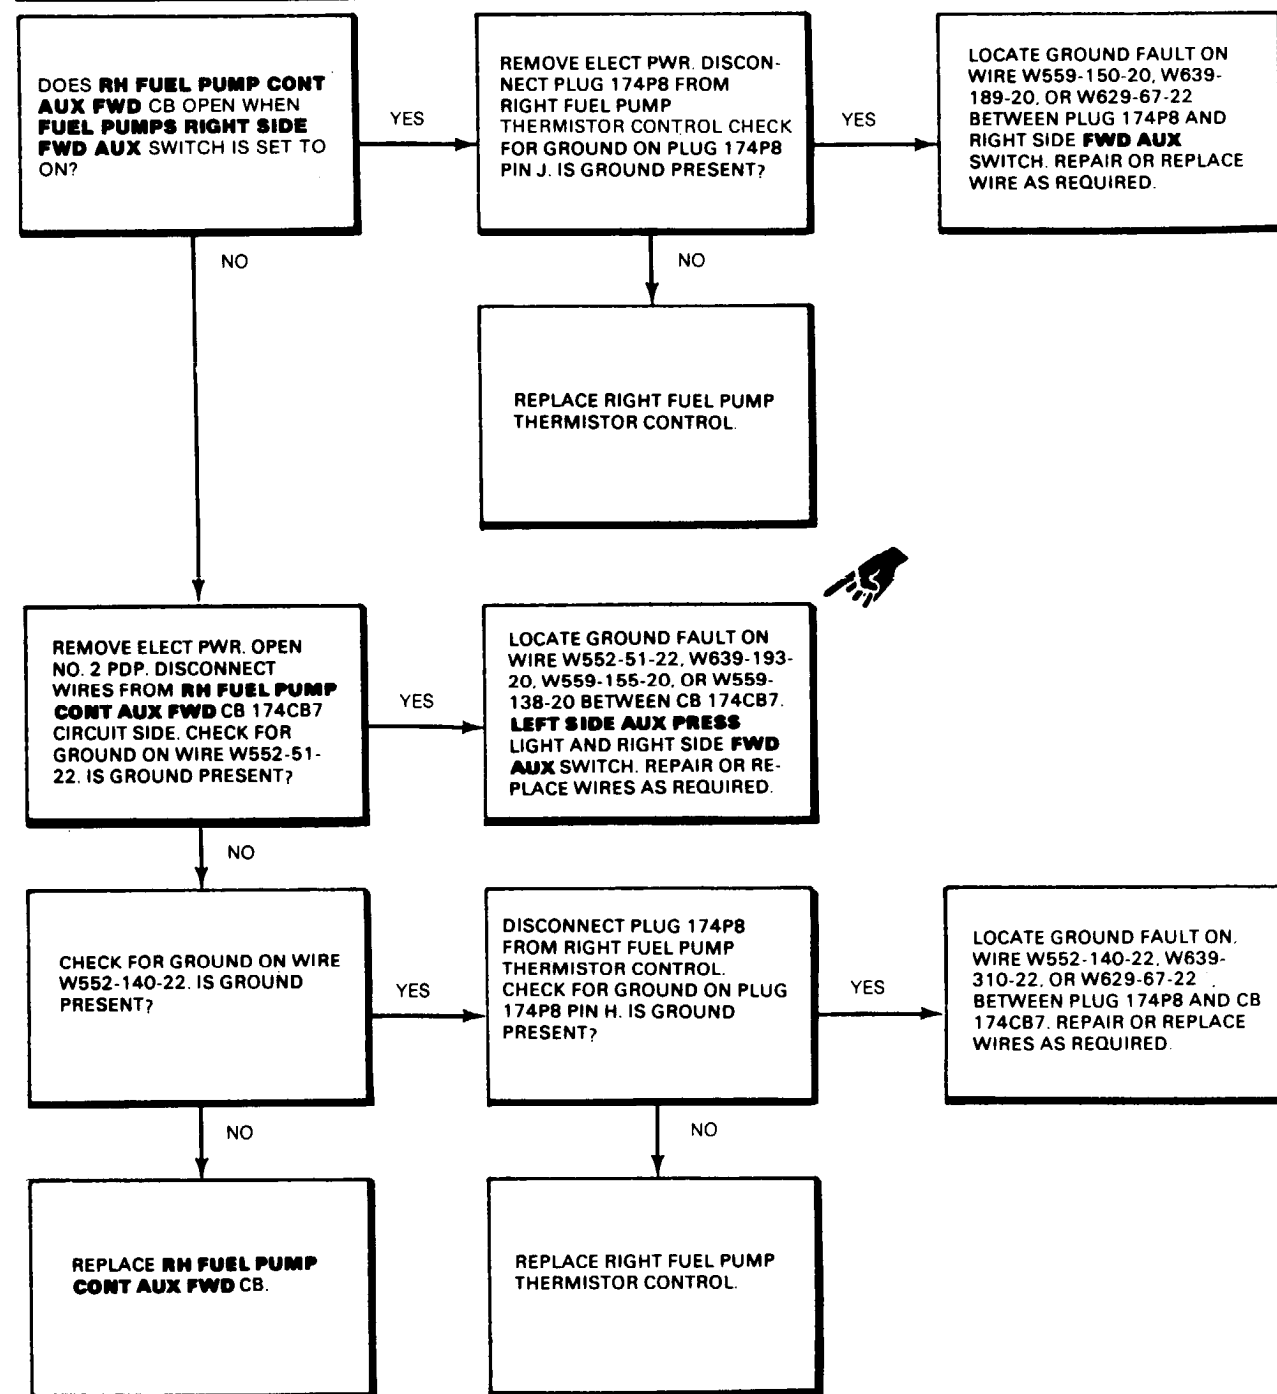 DOES RH FUEL PUMP CONT
AUX FWD CB OPEN WHEN
FUEL PUMPS RIGHT SIDE
FWD AUX SWITCH IS SET TO
ON?
YES
REMOVE ELECT PWR. DISCON-
NECT PLUG 174P8 FROM
RIGHT FUEL PUMP
THERMISTOR CONTROL CHECK
FOR GROUND ON PLUG 174P8
PIN J. IS GROUND PRESENT?
YES
LOCATE GROUND FAULT ON
WIRE W559-150-20, W639-
189-20, OR W629-67-22
BETWEEN PLUG 174P8 AND
RIGHT SIDE FWD AUX
SWITCH. REPAIR OR REPLACE
WIRE AS REQUIRED.
NO
NO
REPLACE RIGHT FUEL PUMP
THERMISTOR CONTROL.
REMOVE ELECT PWR. OPEN
NO. 2 PDP. DISCONNECT
WIRES FROM RH FUEL PUMP
CONT AUX FWD CB 174CB7
CIRCUIT SIDE. CHECK FOR
GROUND ON WIRE W552-51-
22. IS GROUND PRESENT?
YES
LOCATE GROUND FAULT ON
WIRE W552-51-22, W639-193-
20, W559-155-20, OR W559-
138-20 BETWEEN CB 174CB7.
LEFT SIDE AUX PRESS
LIGHT AND RIGHT SIDE FWD
AUX SWITCH. REPAIR OR RE-
PLACE WIRES AS REQUIRED.
NO
CHECK FOR GROUND ON WIRE
W552-140-22. IS GROUND
PRESENT?
YES
DISCONNECT PLUG 174P8
FROM RIGHT FUEL PUMP
THERMISTOR CONTROL.
CHECK FOR GROUND ON PLUG
174P8 PIN H. IS GROUND
PRESENT?
YES
LOCATE GROUND FAULT ON.
WIRE W552-140-22, W639-
310-22, OR W629-67-22
BETWEEN PLUG 174P8 AND CB
174CB7. REPAIR OR REPLACE
WIRES AS REQUIRED.
NO
NO
REPLACE RH FUEL PUMP
CONT AUX FWD CB.
REPLACE RIGHT FUEL PUMP
THERMISTOR CONTROL.